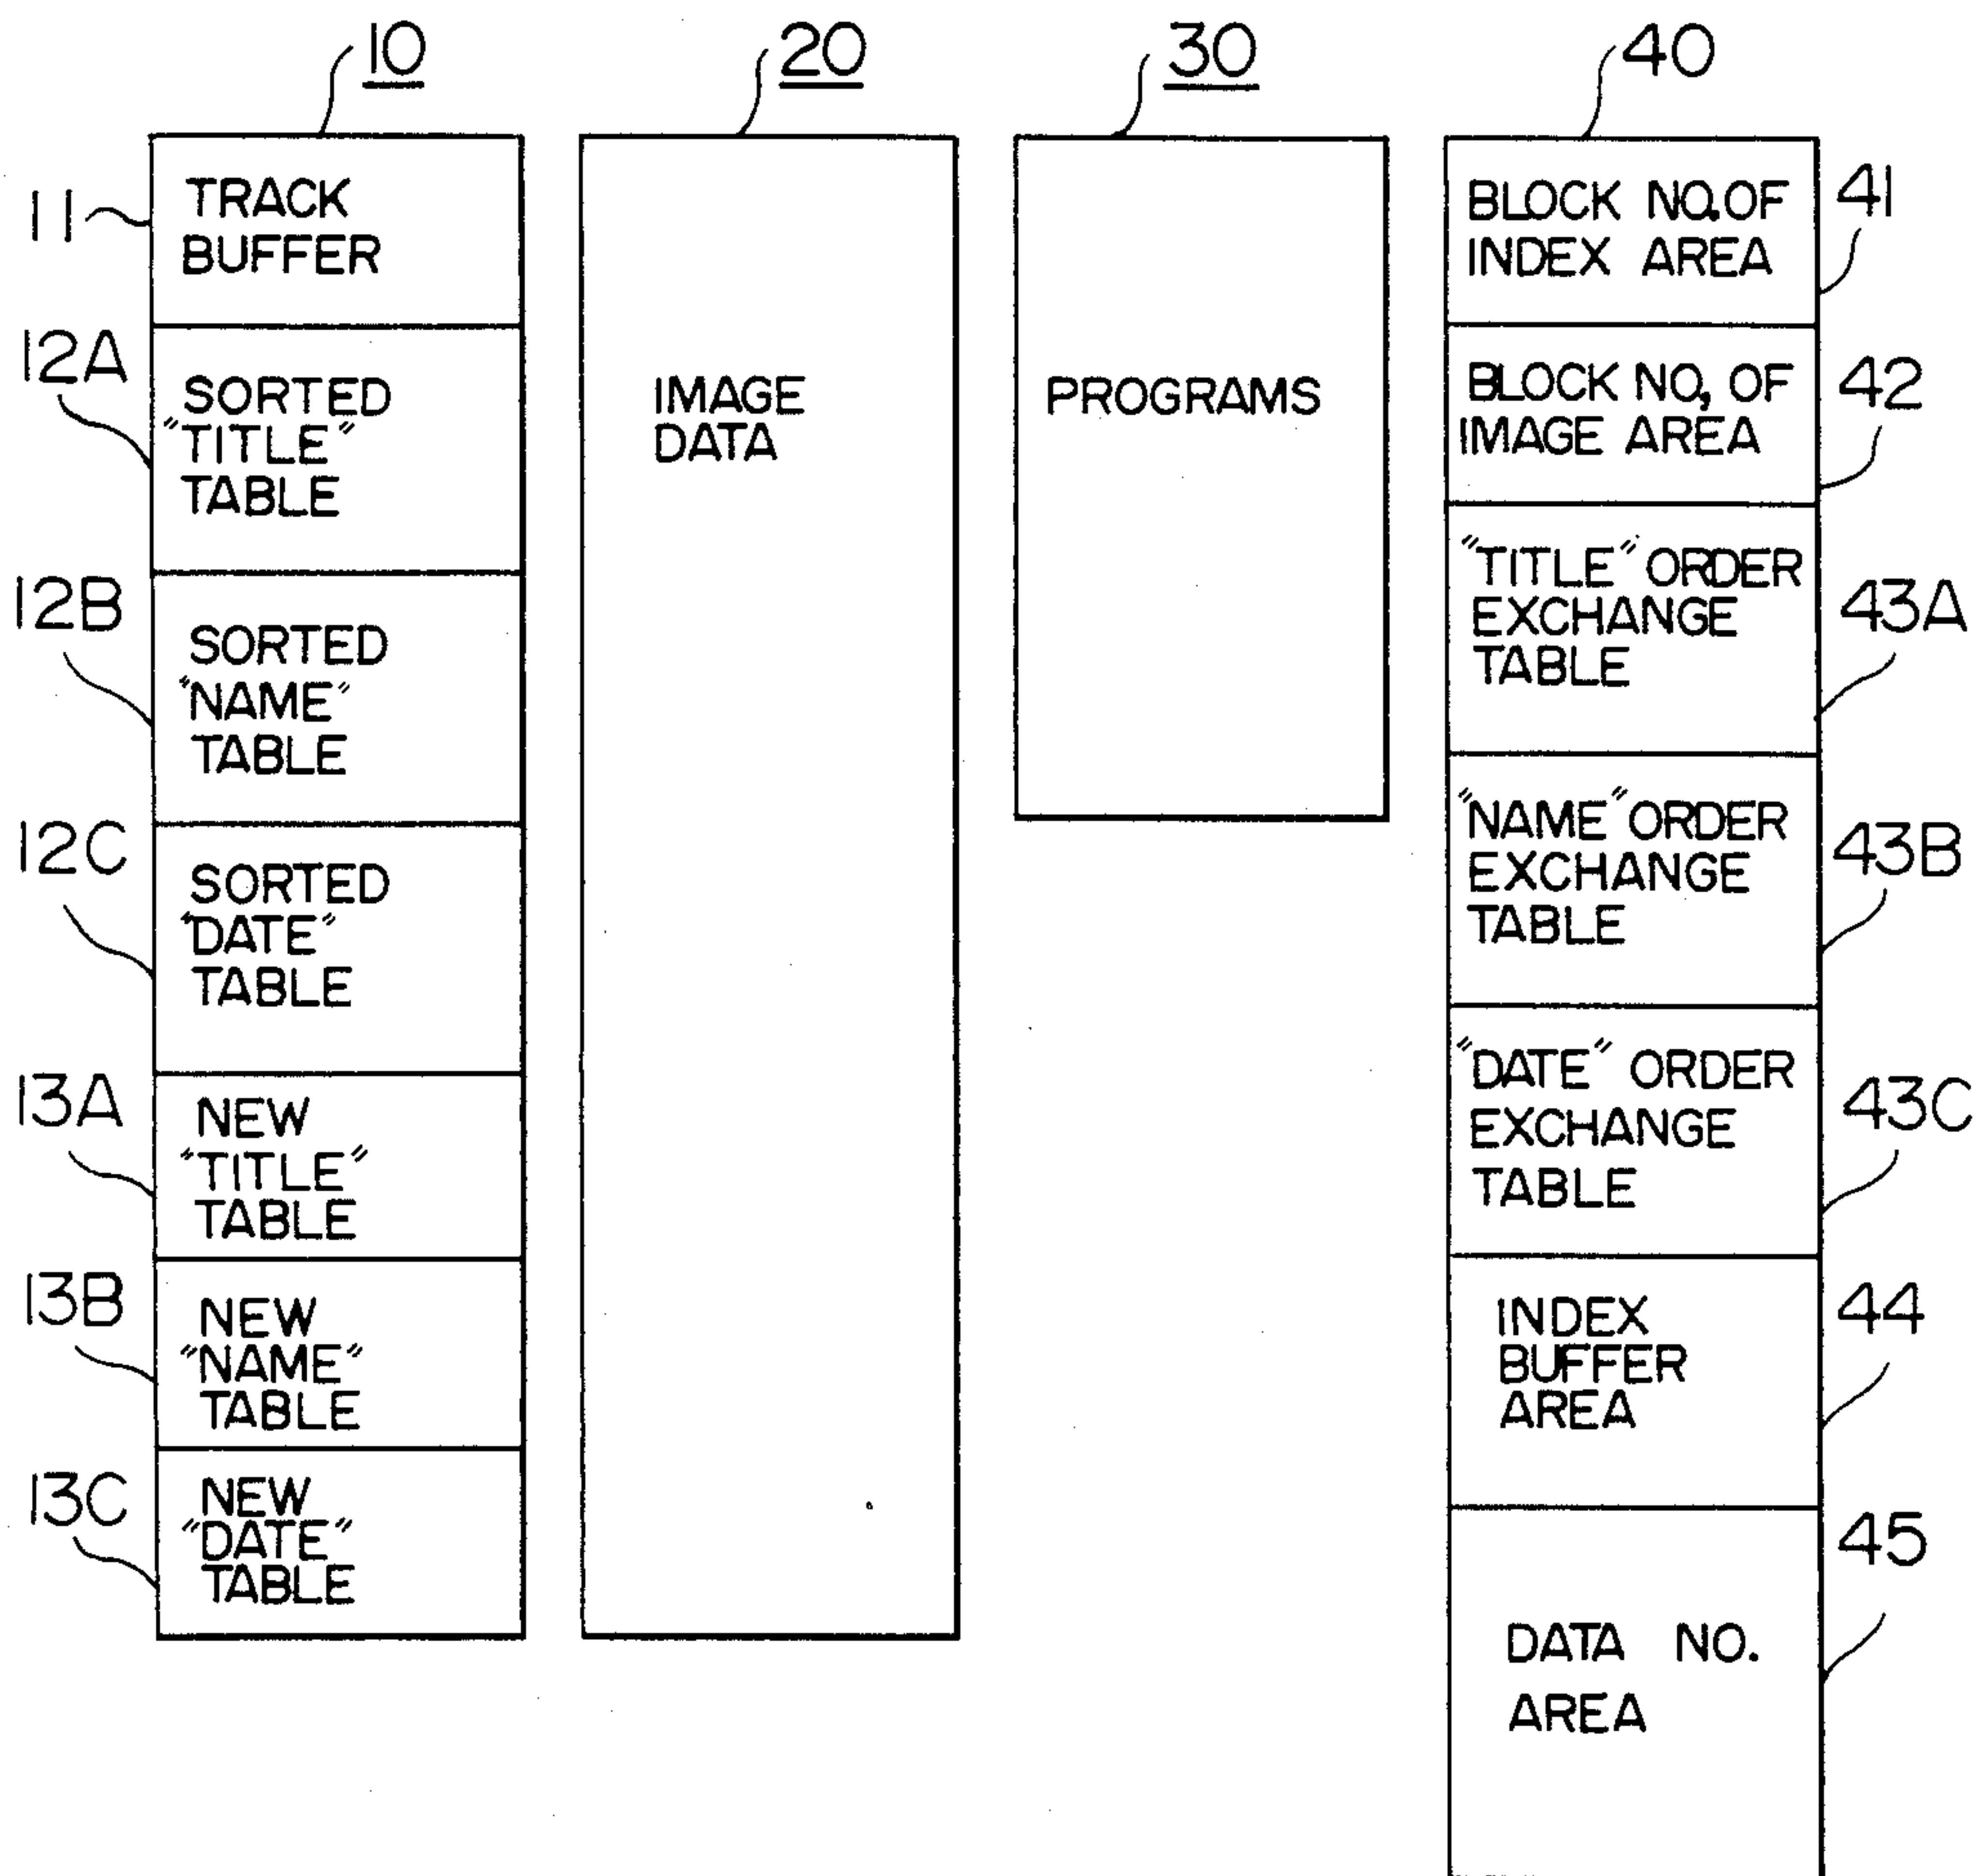 10
20
30
40
11
TRACK
BUFFER
12A
SORTED
"TITLE"
TABLE
12B
SORTED
"NAME"
TABLE
12C
SORTED
"DATE"
TABLE
13A
NEW
"TITLE"
TABLE
13B
NEW
"NAME"
TABLE
13C
NEW
"DATE"
TABLE
IMAGE
DATA
PROGRAMS
BLOCK NO. OF
INDEX AREA
41
BLOCK NO, OF
IMAGE AREA
42
"TITLE" ORDER
EXCHANGE
TABLE
43A
"NAME" ORDER
EXCHANGE
TABLE
43B
"DATE" ORDER
EXCHANGE
TABLE
43C
INDEX
BUFFER
AREA
44
DATA NO.
AREA
45